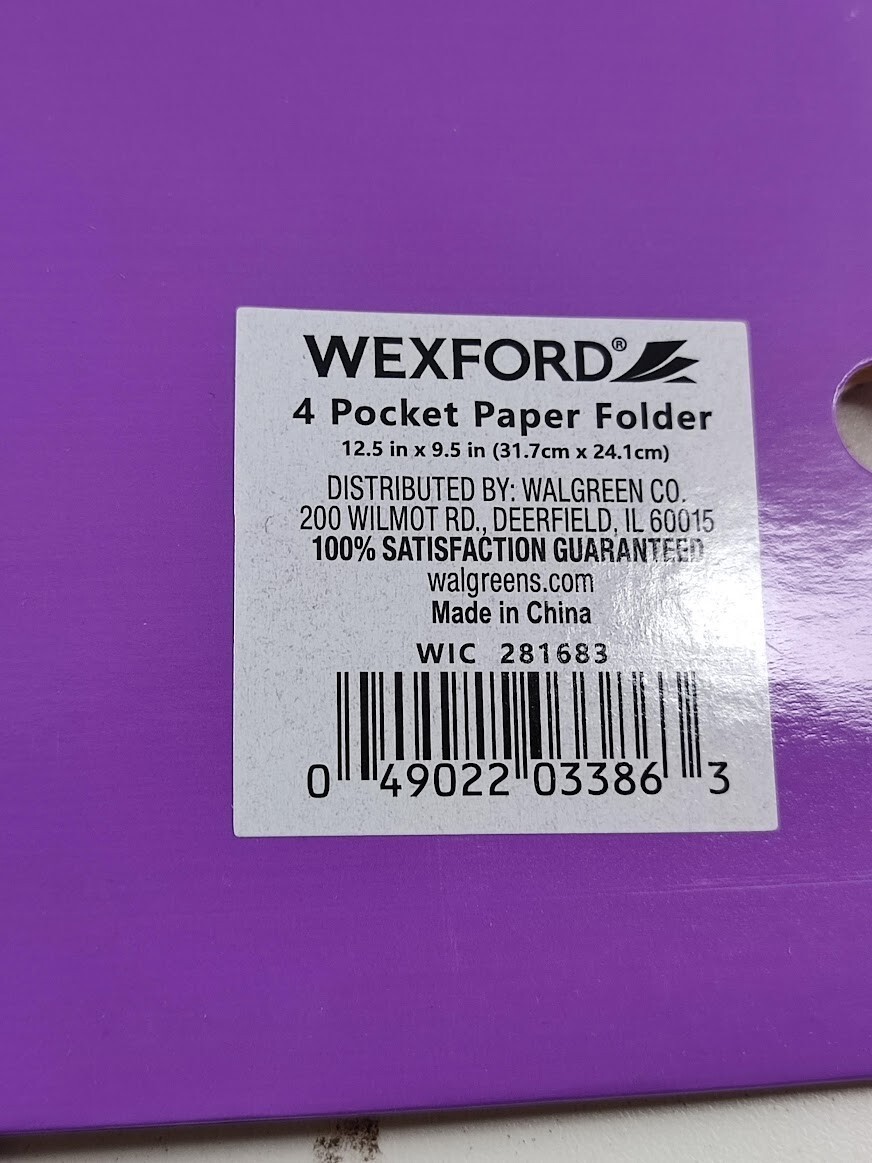 WEXFORD®
4 Pocket Paper Folder
12.5 in x 9.5 in (31.7cm x 24.1cm)
DISTRIBUTED BY: WALGREEN CO.
200 WILMOT RD., DEERFIELD, IL 60015
100% SATISFACTION GUARANTEED
walgreens.com
Made in China
WIC 281683
0 49022 03386 3